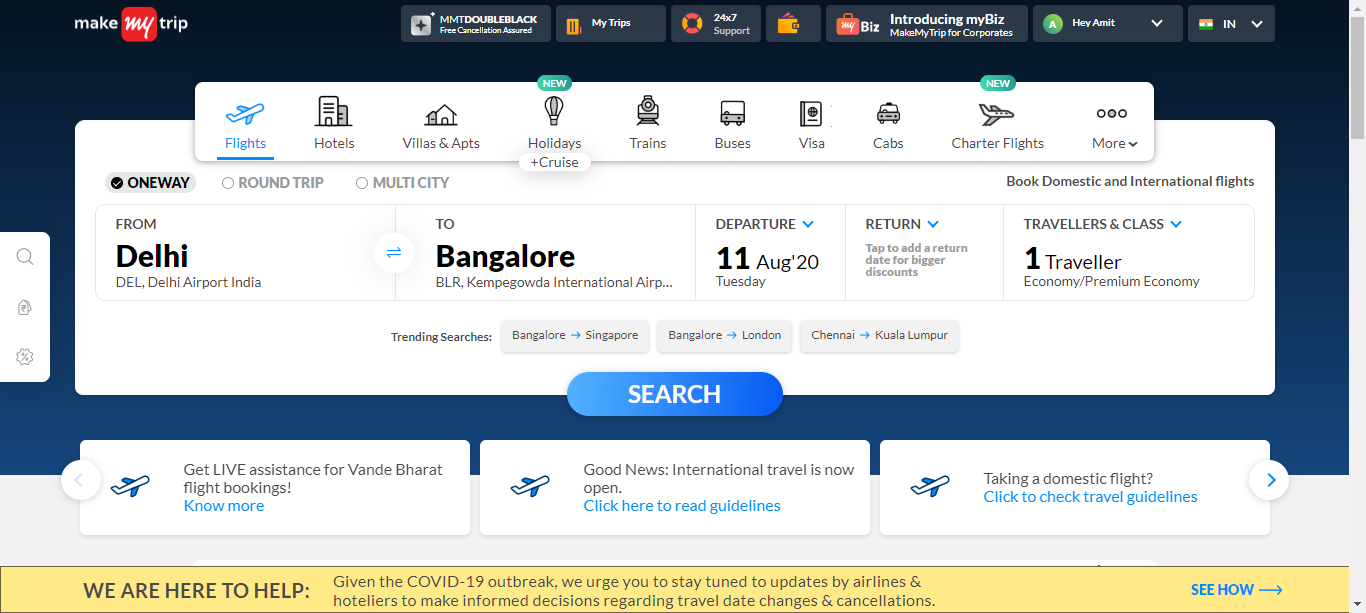 make my trip
MMTDOUBLEBLACK
Free Cancellation Assured
My Trips
24x7
Support
my Biz
Introducing myBiz
MakeMyTrip for Corporates
A
Hey Amit
IN
NEW
NEW
Flights
Hotels
Villas & Apts
Holidays
Trains
Buses
Visa
Cabs
Charter Flights
More
+Cruise
ONEWAY
ROUND TRIP
MULTI CITY
Book Domestic and International flights
FROM
Delhi
DEL, Delhi Airport India
TO
Bangalore
BLR, Kempegowda International Airp...
DEPARTURE
11 Aug'20
Tuesday
RETURN
Tap to add a return
date for bigger
discounts
TRAVELLERS & CLASS
1 Traveller
Economy/Premium Economy
Trending Searches:
Bangalore → Singapore
Bangalore → London
Chennai → Kuala Lumpur
SEARCH
Get LIVE assistance for Vande Bharat
flight bookings!
Know more
Good News: International travel is now
open.
Click here to read guidelines
Taking a domestic flight?
Click to check travel guidelines
WE ARE HERE TO HELP:
Given the COVID-19 outbreak, we urge you to stay tuned to updates by airlines &
hoteliers to make informed decisions regarding travel date changes & cancellations.
SEE HOW